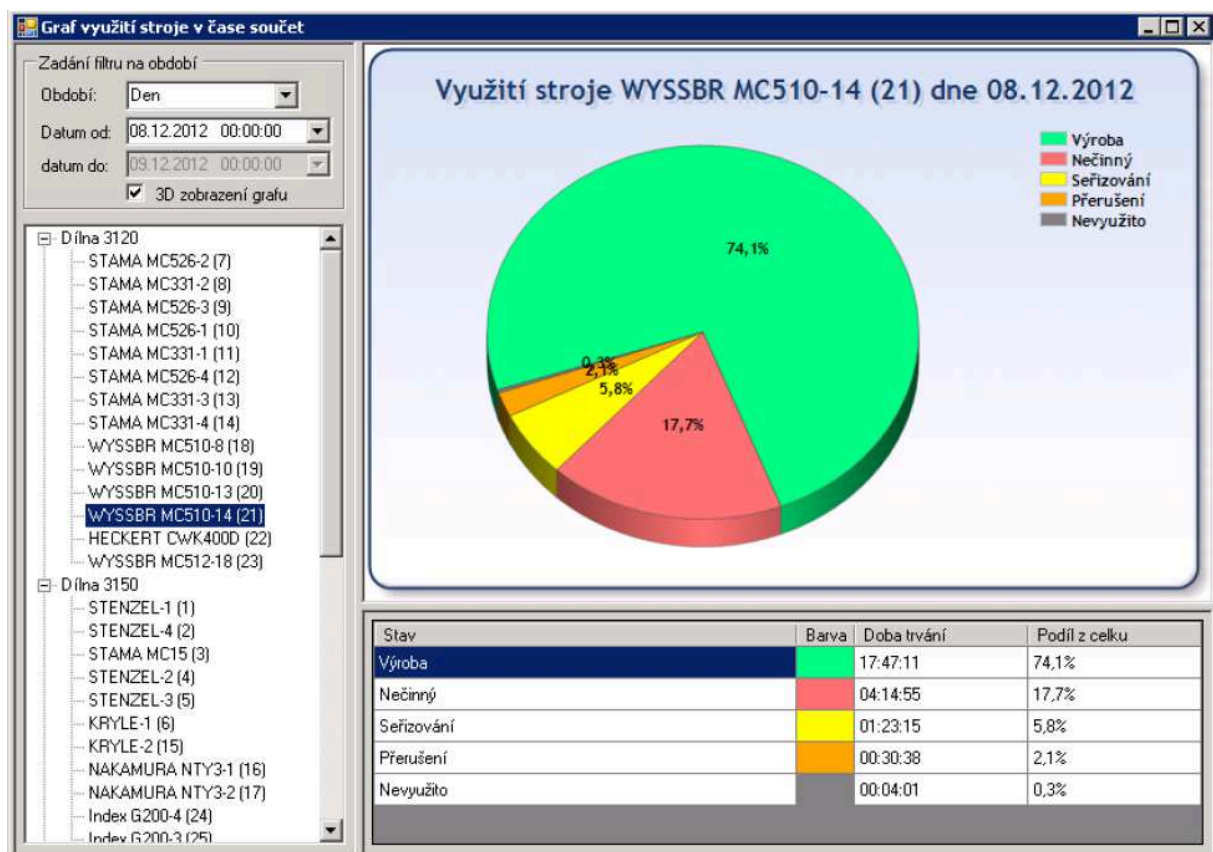 Graf využití stroje v čase součet
Zadání filtru na období
Období: Den
Datum od: 08.12.2012 00:00:00
datum do: 09.12.2012 00:00:00
3D zobrazení grafu
Dílna 3120
STAMA MC526-2 (7)
STAMA MC331-2 (8)
STAMA MC526-3 (9)
STAMA MC526-1 (10)
STAMA MC331-1 (11)
STAMA MC526-4 (12)
STAMA MC331-3 (13)
STAMA MC331-4 (14)
WYSSBR MC510-8 (18)
WYSSBR MC510-10 (19)
WYSSBR MC510-13 (20)
WYSSBR MC510-14 (21)
HECKERT CWK400D (22)
WYSSBR MC512-18 (23)
Dílna 3150
STENZEL-1 (1)
STENZEL-4 (2)
STAMA MC15 (3)
STENZEL-2 (4)
STENZEL-3 (5)
KRYLE-1 (6)
KRYLE-2 (15)
NAKAMURA NTY3-1 (16)
NAKAMURA NTY3-2 (17)
Index G200-4 (24)
Index G200-3 (25)
Využití stroje WYSSBR MC510-14 (21) dne 08.12.2012
Výroba
Nečinný
Seřizování
Přerušení
Nevyužito
74,1%
0,3%
2,1%
5,8%
17,7%
Stav Barva Doba trvání Podíl z celku
Výroba 17:47:11 74,1%
Nečinný 04:14:55 17,7%
Seřizování 01:23:15 5,8%
Přerušení 00:30:38 2,1%
Nevyužito 00:04:01 0,3%